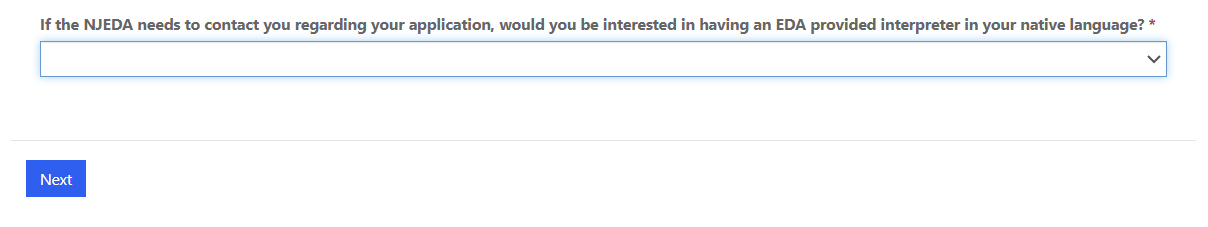 If the NJEDA needs to contact you regarding your application, would you be interested in having an EDA provided interpreter in your native language? *
Next